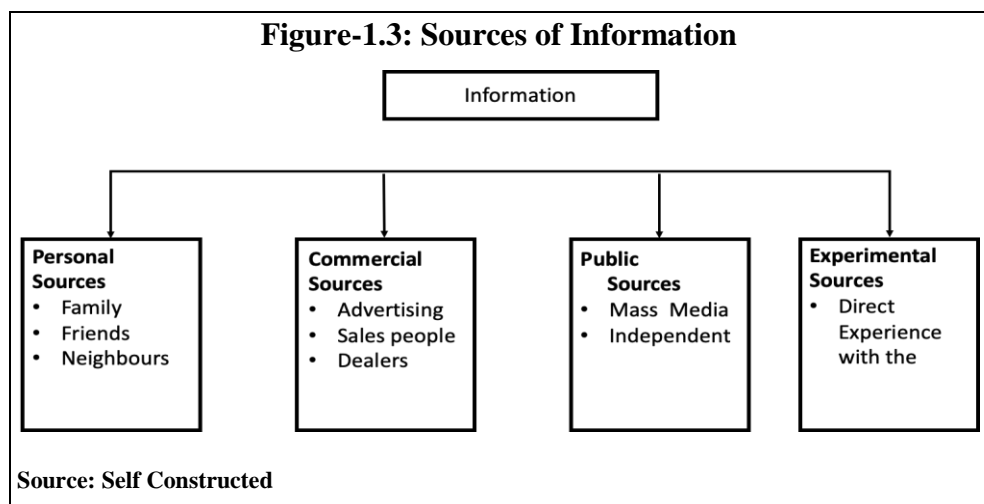 Figure-1.3: Sources of Information
Information
Personal
Sources
• Family
• Friends
• Neighbours
Commercial
Sources
• Advertising
• Sales people
• Dealers
Public
Sources
• Mass Media
• Independent
Experimental
Sources
• Direct
Experience
with the
Source: Self Constructed